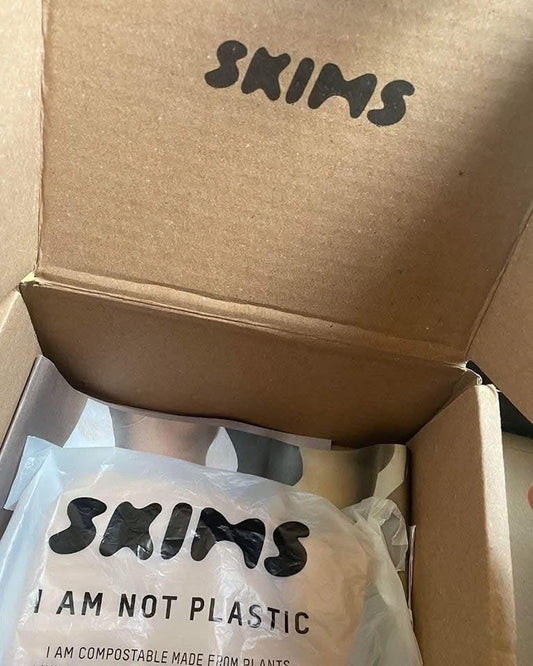 SKIMS
SKIMS
I AM NOT PLASTIC
I AM COMPOSTABLE MADE FROM PLANTS